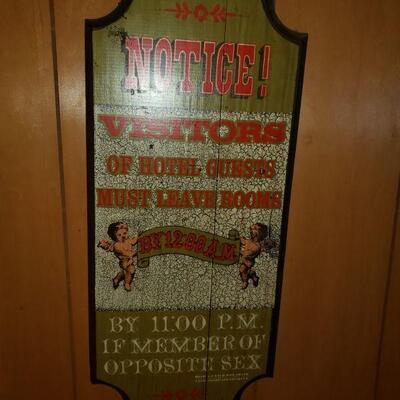 NOTICE!
VISITORS
OF HOTEL GUESTS
MUST LEAVE ROOMS
BY 12:00 A.M.
BY 11:00 P.M.
IF MEMBER OF
OPPOSITE SEX